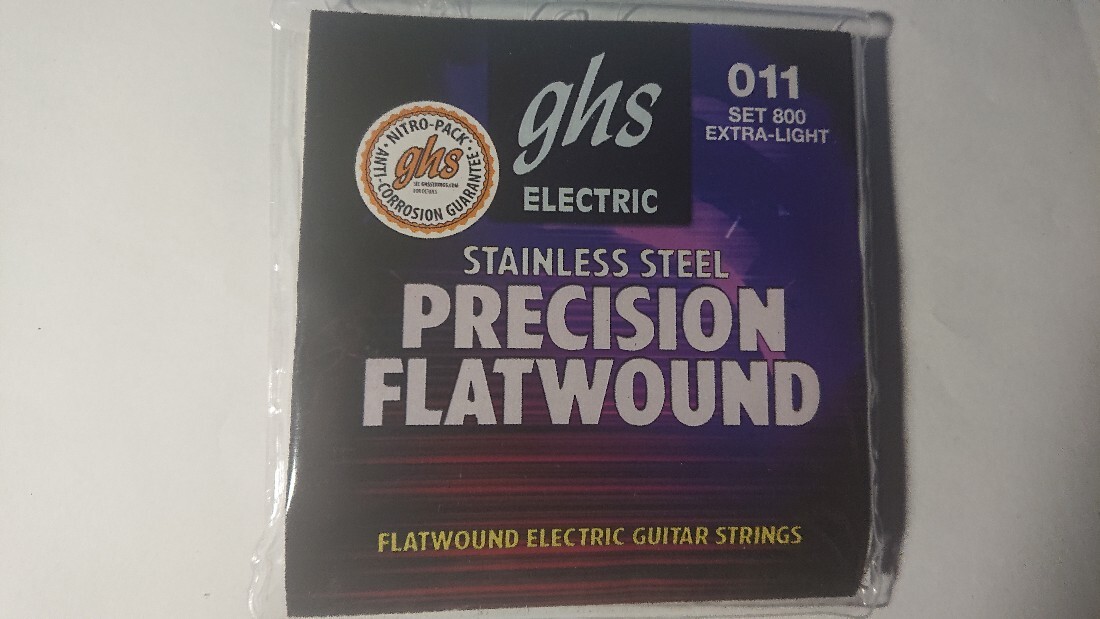 ghs
ELECTRIC
011
SET 800
EXTRA-LIGHT
NITRO-PACK
ghs
ANTI-CORROSION GUARANTEE
STAINLESS STEEL
PRECISION
FLATWOUND
FLATWOUND ELECTRIC GUITAR STRINGS